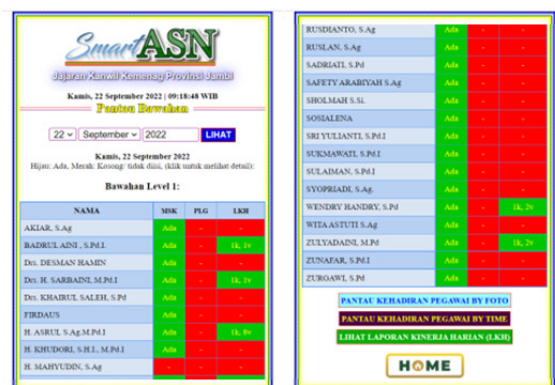 SmartASN
Jajaran Kanwil Kemenag Provinsi Jambi
Kamis, 22 September 2022 | 09:18:48 WIB
Pantau Bawahan
22 September 2022 LIHAT
Kamis, 22 September 2022
Hijau: Ada, Merah: Kosong/ tidak diisi, (klik untuk melihat detail):
Bawahan Level 1:
NAMA MSK PLG LKH
AKIAR, S.Ag Ada - -
BADRUL AINI , S.Pd.I. Ada - 1k, 1v
Drs. DESMAN HAMIN Ada - -
Drs. H. SARBAINI, M.Pd.I Ada - 1k, 1v
Drs. KHAIRUL SALEH, S.Pd Ada - -
FIRDAUS Ada - -
H. ASRUL S.Ag.M.Pd.I Ada - 1k, 8v
H. KHUDORI, S.H.I., M.Pd.I Ada - -
H. MAHYUDIN, S.Ag - - -
RUSDIANTO, S.Ag Ada - -
RUSLAN, S.Ag Ada - -
SADRIATI, S.Pd Ada - -
SAFETY ARABIYAH S.Ag Ada - -
SHOLMAH S.Si. Ada - -
SOSIALENA Ada - -
SRI YULIANTI, S.Pd.I Ada - -
SUKMAWATI, S.Pd.I Ada - -
SULAIMAN, S.Pd.I Ada - -
SYOPRIADI, S.Ag. Ada - -
WENDRY HANDRY, S.Pd Ada - 1k, 2v
WITA ASTUTI S.Ag Ada - -
ZULYADAINI, M.Pd Ada - 1k, 2v
ZUNAFAR, S.Pd.I Ada - -
ZUROAWI, S.Pd Ada - -
PANTAU KEHADIRAN PEGAWAI BY FOTO
PANTAU KEHADIRAN PEGAWAI BY TIME
LIHAT LAPORAN KINERJA HARIAN (LKH)
HOME